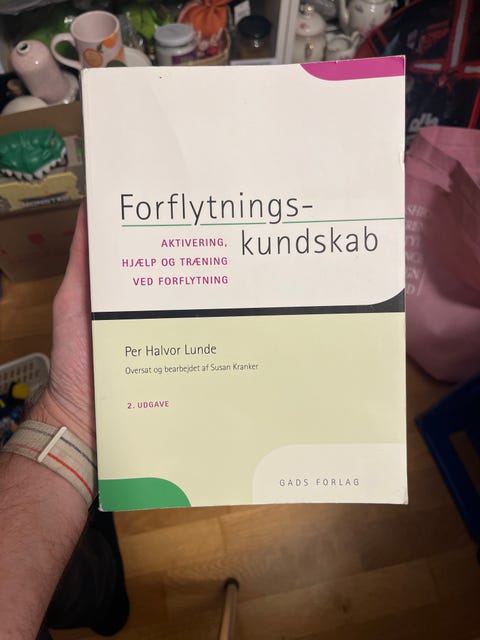 Forflytnings-
kundskab
AKTIVERING,
HJÆLP OG TRÆNING
VED FORFLYTNING
Per Halvor Lunde
Oversat og bearbejdet af Susan Kranker
2. UDGAVE
GADS FORLAG